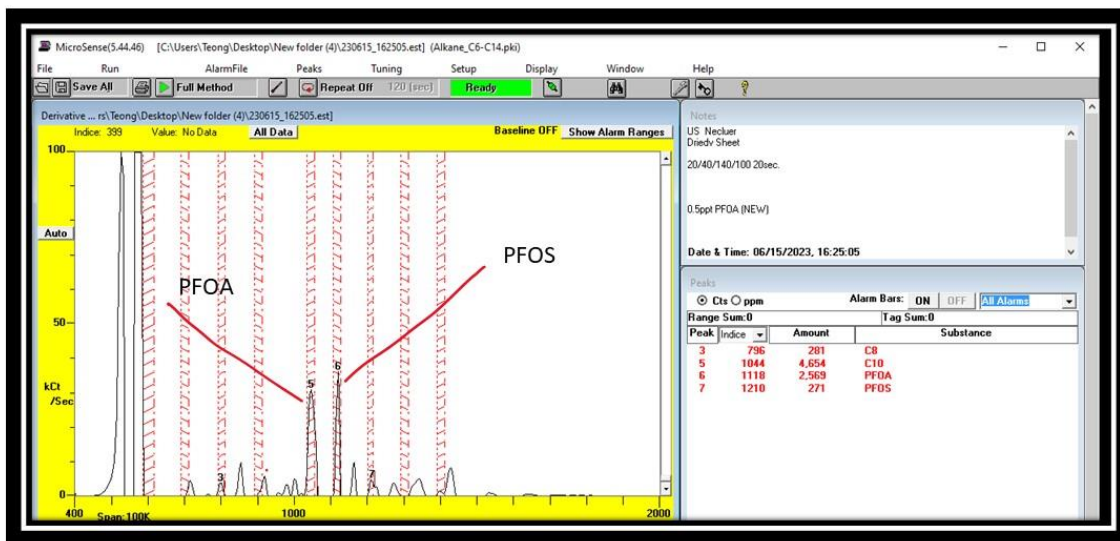 MicroSense(5.44.46) [C:\Users\Teong\Desktop\New folder (4)\230615_162505.est] (Alkane_C6-C14.pki)
File Run AlarmFile Peaks Tuning Setup Display Window Help
Save All Full Method Repeat Off 120 (sec) Ready
Derivative ... rs\Teong\Desktop\New folder (4)\230615_162505.est]
Indice: 399 Value: No Data All Data Baseline OFF Show Alarm Ranges
100
Auto
50
kCt
/Sec
0
400 Span: 100K 1000 2000
PFOA
PFOS
3
5
6
7
Notes
US Necluer
Driedv Sheet
20/40/140/100 20sec.
0.5ppt PFOA (NEW)
Date & Time: 06/15/2023, 16:25:05
Peaks
Cts ppm Alarm Bars: ON OFF All Alarms
Range Sum:0 Tag Sum:0
Peak Indice Amount Substance
3 796 281 C8
5 1044 4,654 C10
6 1118 2,569 PFOA
7 1210 271 PFOS